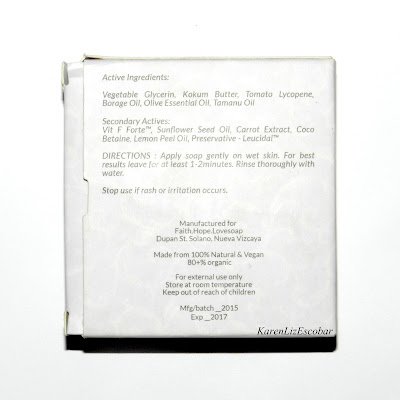 Active Ingredients:
Vegetable Glycerin, Kokum Butter, Tomato Lycopene,
Borage Oil, Olive Essential Oil, Tamanu Oil
Secondary Actives:
Vit F Forte™, Sunflower Seed Oil, Carrot Extract, Coco
Betaine, Lemon Peel Oil, Preservative - Leucidal™
DIRECTIONS : Apply soap gently on wet skin. For best
results leave for at least 1-2minutes. Rinse thoroughly with
water.
Stop use if rash or irritation occurs.
Manufactured for
Faith.Hope.Lovesoap
Dupan St. Solano, Nueva Vizcaya
Made from 100% Natural & Vegan
80+% organic
For external use only
Store at room temperature
Keep out of reach of children
Mfg/batch __2015
Exp __2017
KarenLizEscobar